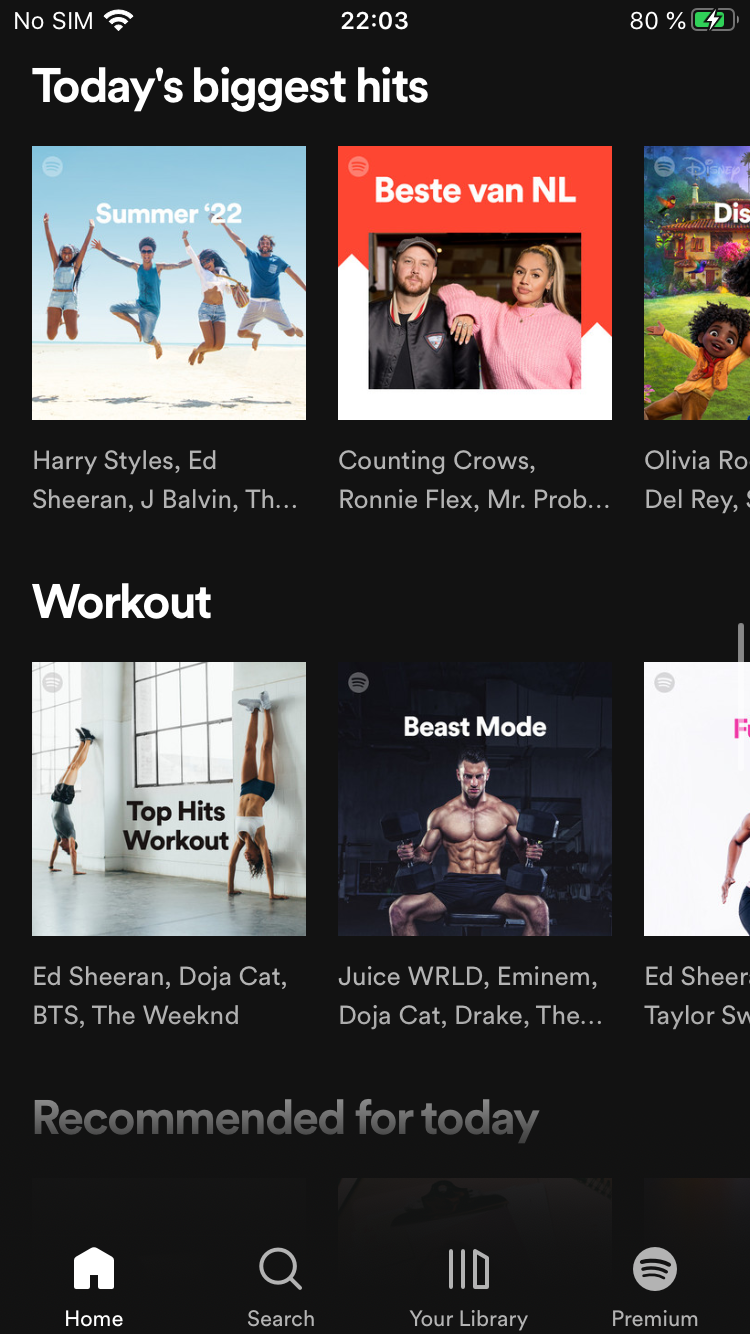 No SIM 22:03 80 %
Today's biggest hits
Summer ‘22
Beste van NL
Disney
Harry Styles, Ed
Sheeran, J Balvin, Th...
Counting Crows,
Ronnie Flex, Mr. Prob...
Olivia Ro
Del Rey,
Workout
Top Hits
Workout
Beast Mode
Ed Sheeran, Doja Cat,
BTS, The Weeknd
Juice WRLD, Eminem,
Doja Cat, Drake, The...
Ed Sheer
Taylor Sw
Recommended for today
Home
Search
Your Library
Premium